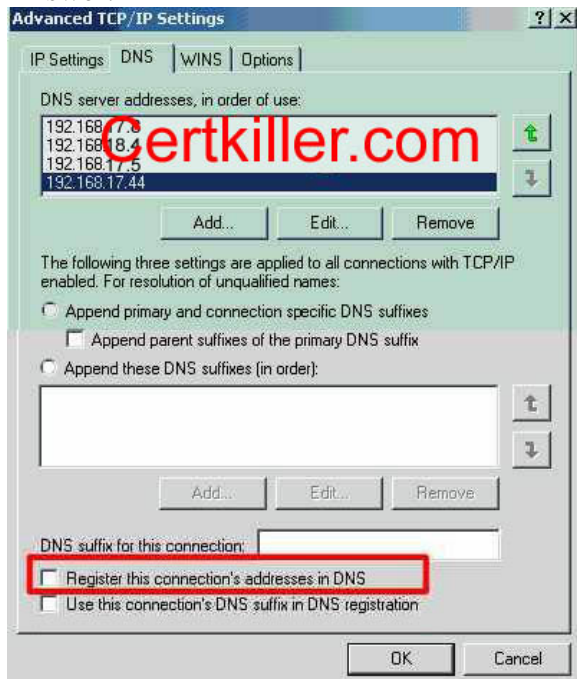 Advanced TCP/IP Settings
IP Settings DNS WINS Options
DNS server addresses, in order of use:
192.168.17.8
192.168.18.4
192.168.17.5
192.168.17.44
Certkiller.com
Add... Edit... Remove
The following three settings are applied to all connections with TCP/IP
enabled. For resolution of unqualified names:
Append primary and connection specific DNS suffixes
Append parent suffixes of the primary DNS suffix
Append these DNS suffixes (in order):
Add... Edit... Remove
DNS suffix for this connection:
Register this connection's addresses in DNS
Use this connection's DNS suffix in DNS registration
OK Cancel